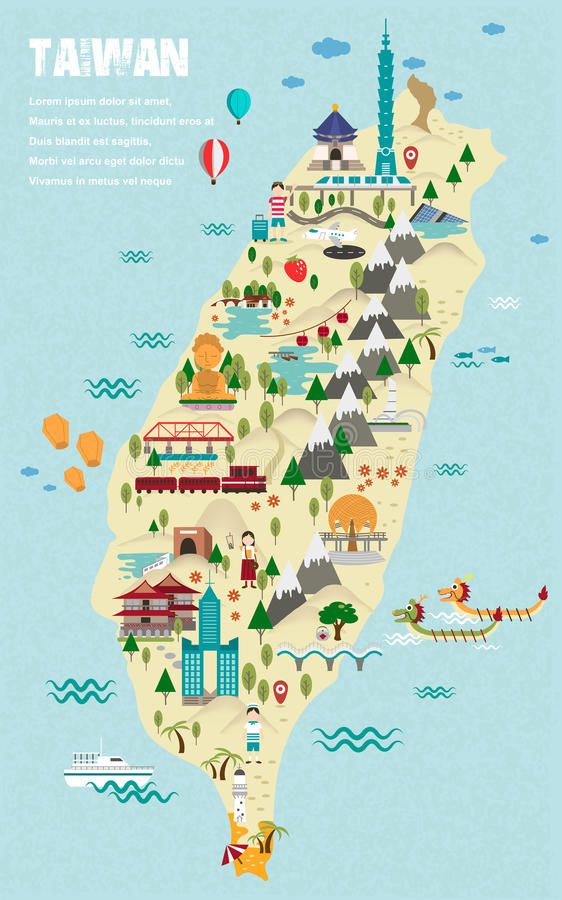 TAIWAN
Lorem ipsum dolor sit amet,
Mauris et ex luctus, tincidunt eros at
Duis blandit est sagittis,
Morbi vel arcu eget dictu
Vivamus in metus vel neque
dreamstime